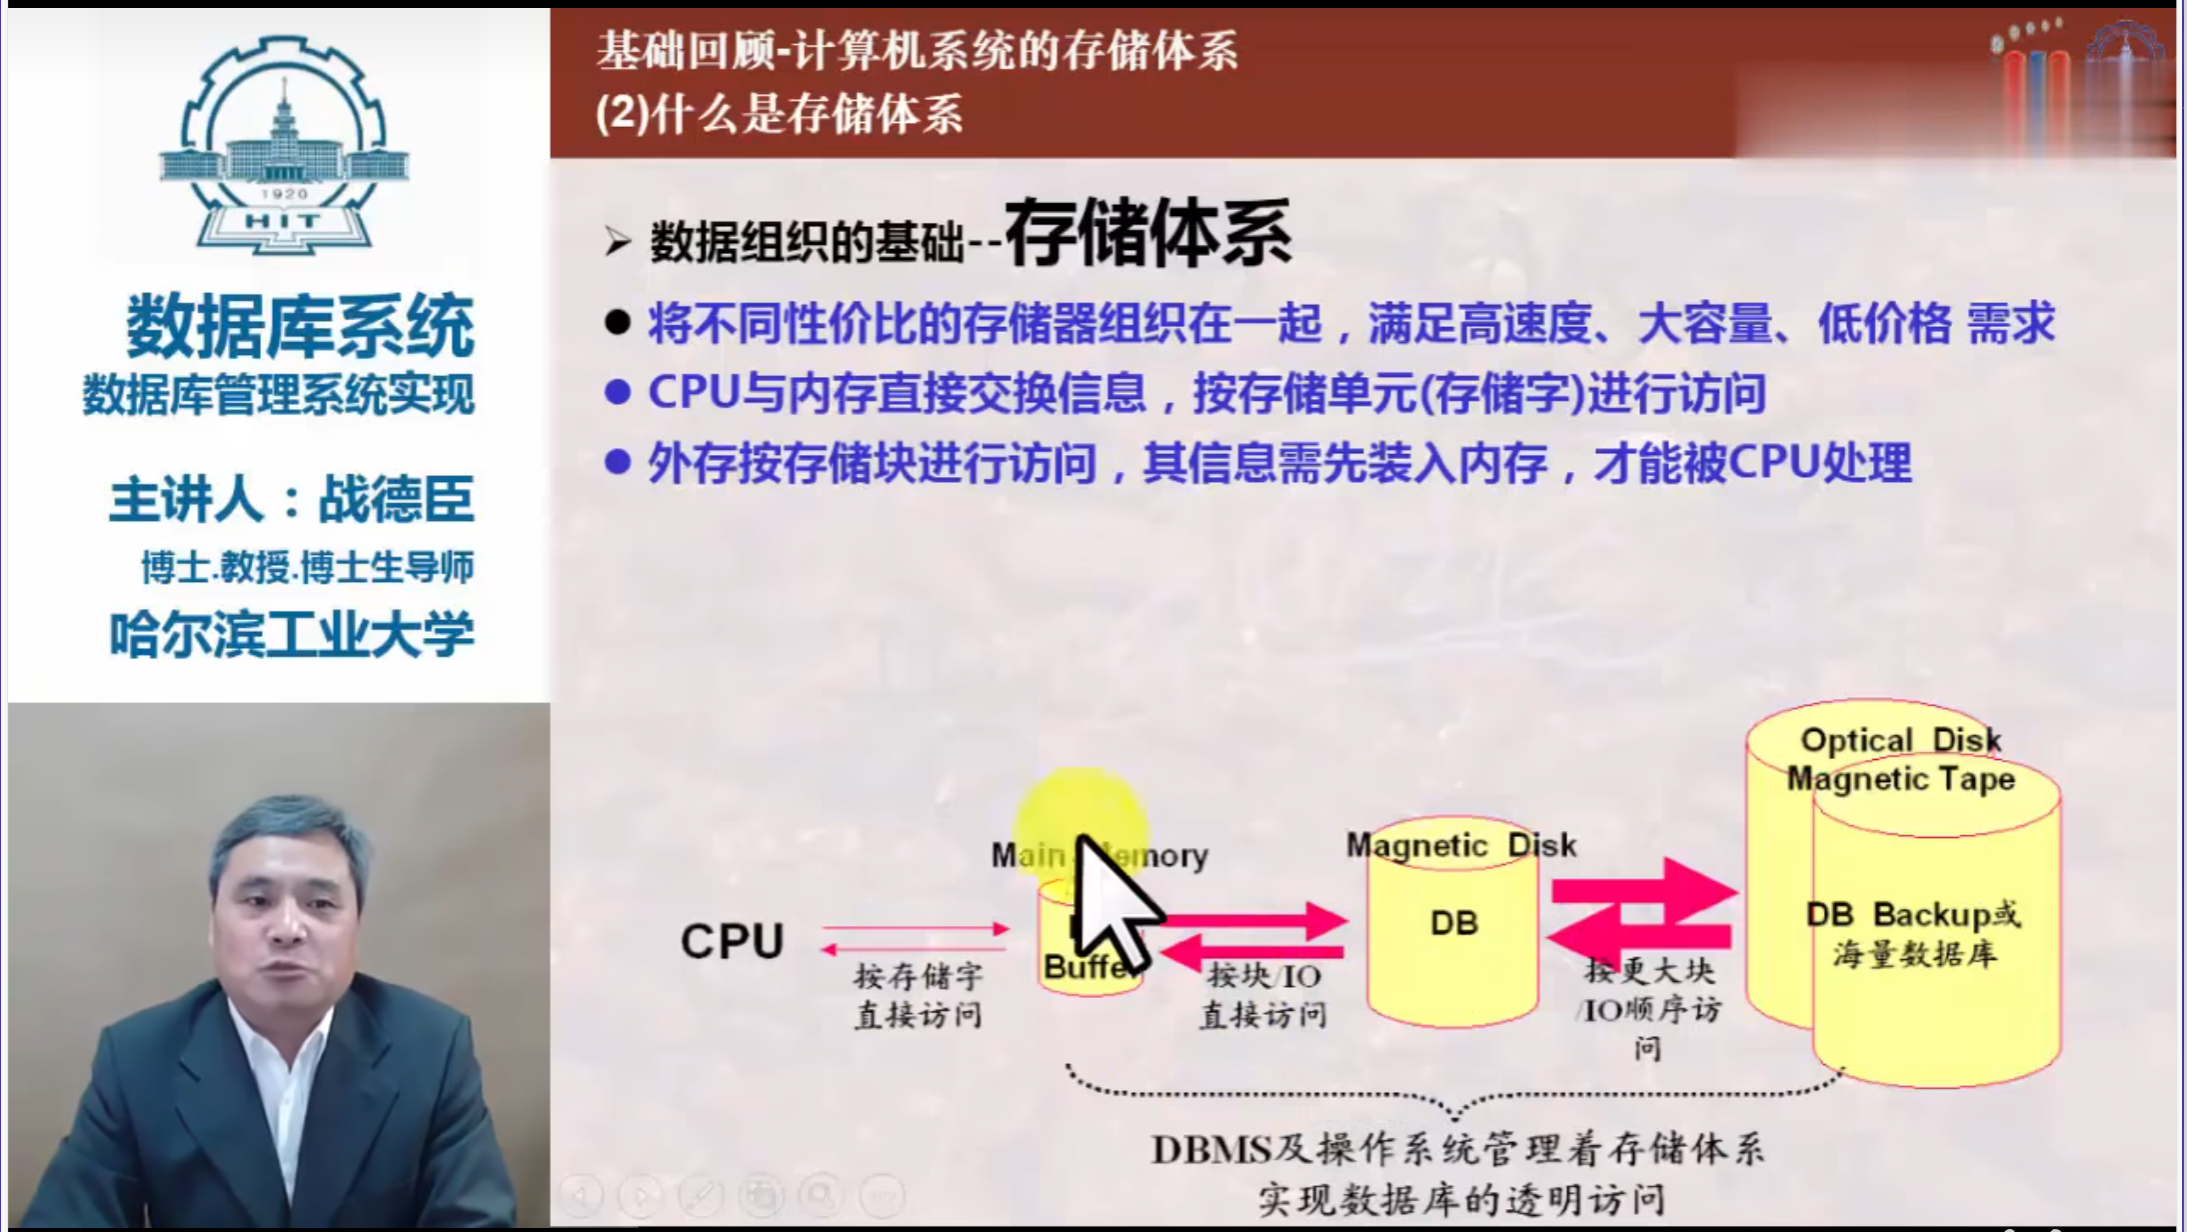 1920
HIT
数据库系统
数据库管理系统实现
主讲人：战德臣
博士.教授.博士生导师
哈尔滨工业大学
基础回顾-计算机系统的存储体系
(2)什么是存储体系
数据组织的基础--存储体系
将不同性价比的存储器组织在一起，满足高速度、大容量、低价格 需求
CPU与内存直接交换信息，按存储单元(存储字)进行访问
外存按存储块进行访问，其信息需先装入内存，才能被CPU处理
CPU
按存储字
直接访问
Main Memory
Buffer
按块/IO
直接访问
Magnetic Disk
DB
按更大块
/IO顺序访
问
Optical Disk
Magnetic Tape
DB Backup或
海量数据库
DBMS及操作系统管理着存储体系
实现数据库的透明访问